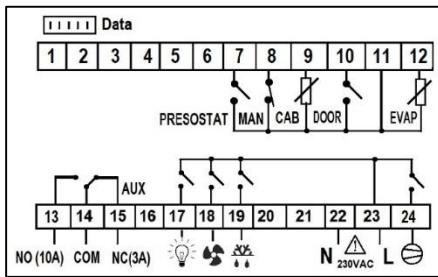 Data
1 2 3 4 5 6 7 8 9 10 11 12
PRESOSTAT MAN CAB DOOR EVAP
AUX
13 14 15 16 17 18 19 20 21 22 23 24
NO (10A) COM NC(3A) N 230VAC L